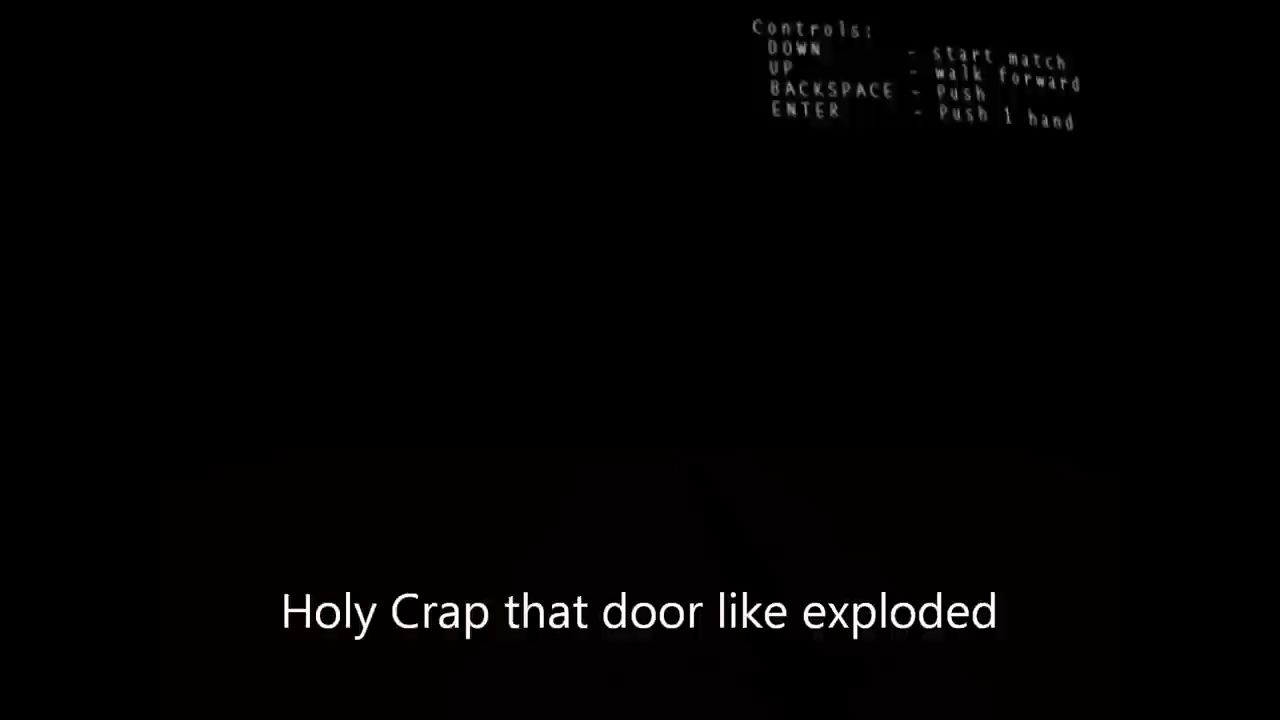 Controls:
DOWN - start match
UP - walk forward
BACKSPACE - Push
ENTER - Push 1 hand
Holy Crap that door like exploded